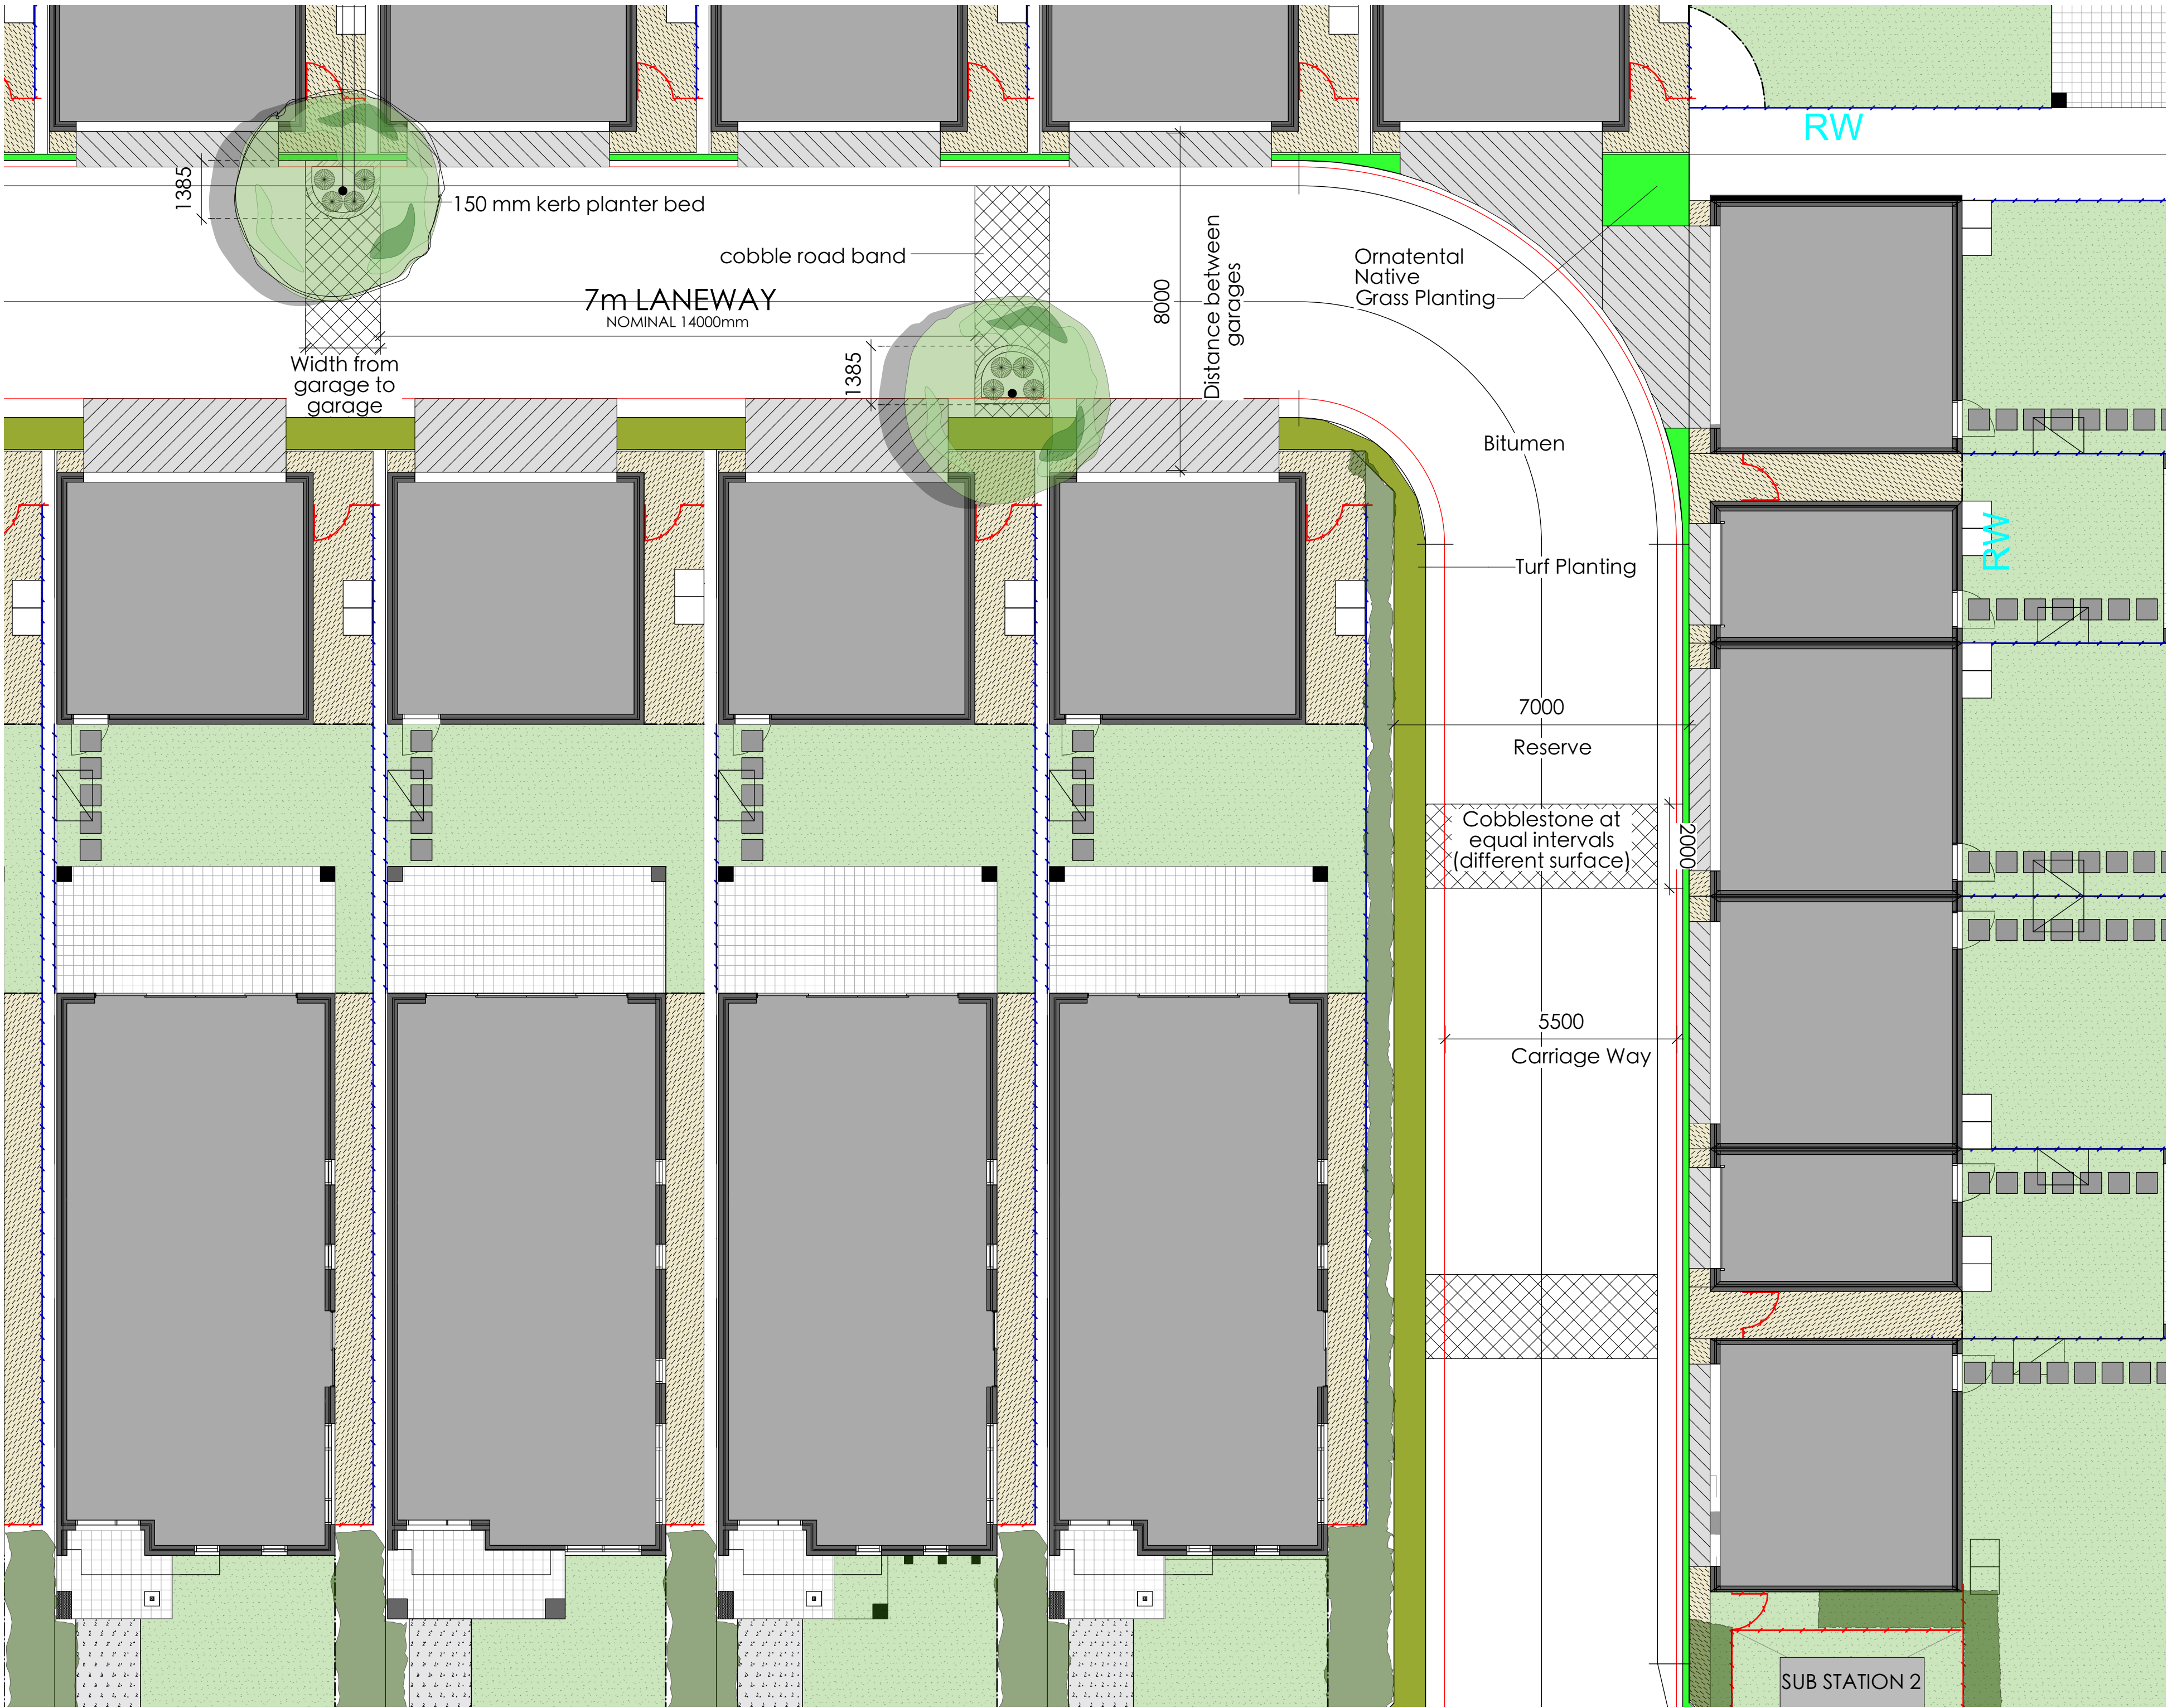 RW
1385
150 mm kerb planter bed
cobble road band
7m LANEWAY
NOMINAL 14000mm
8000
Distance between
garages
Ornatental
Native
Grass Planting
Width from
garage to
garage
1385
Bitumen
RW
Turf Planting
7000
Reserve
Cobblestone at
equal intervals
(different surface)
2000
5500
Carriage Way
SUB STATION 2